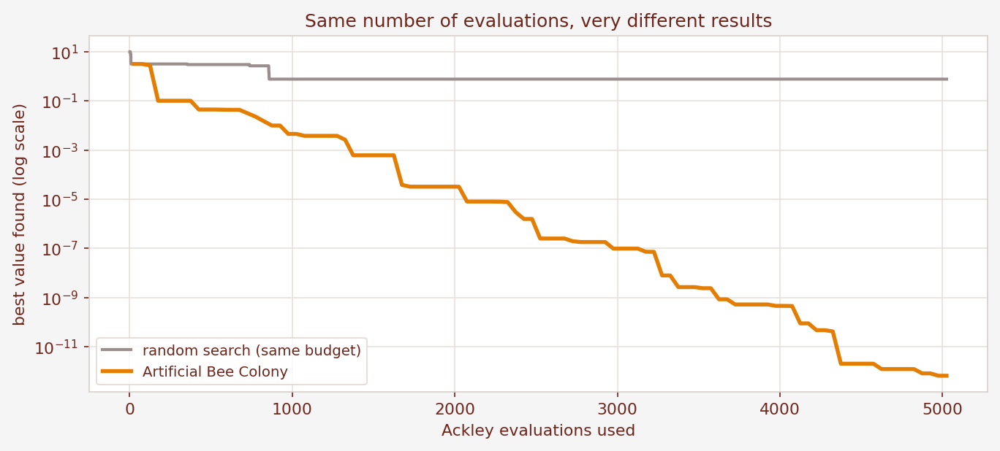 Same number of evaluations, very different results
best value found (log scale)
10¹
10⁻¹
10⁻³
10⁻⁵
10⁻⁷
10⁻⁹
10⁻¹¹
random search (same budget)
Artificial Bee Colony
0 1000 2000 3000 4000 5000
Ackley evaluations used